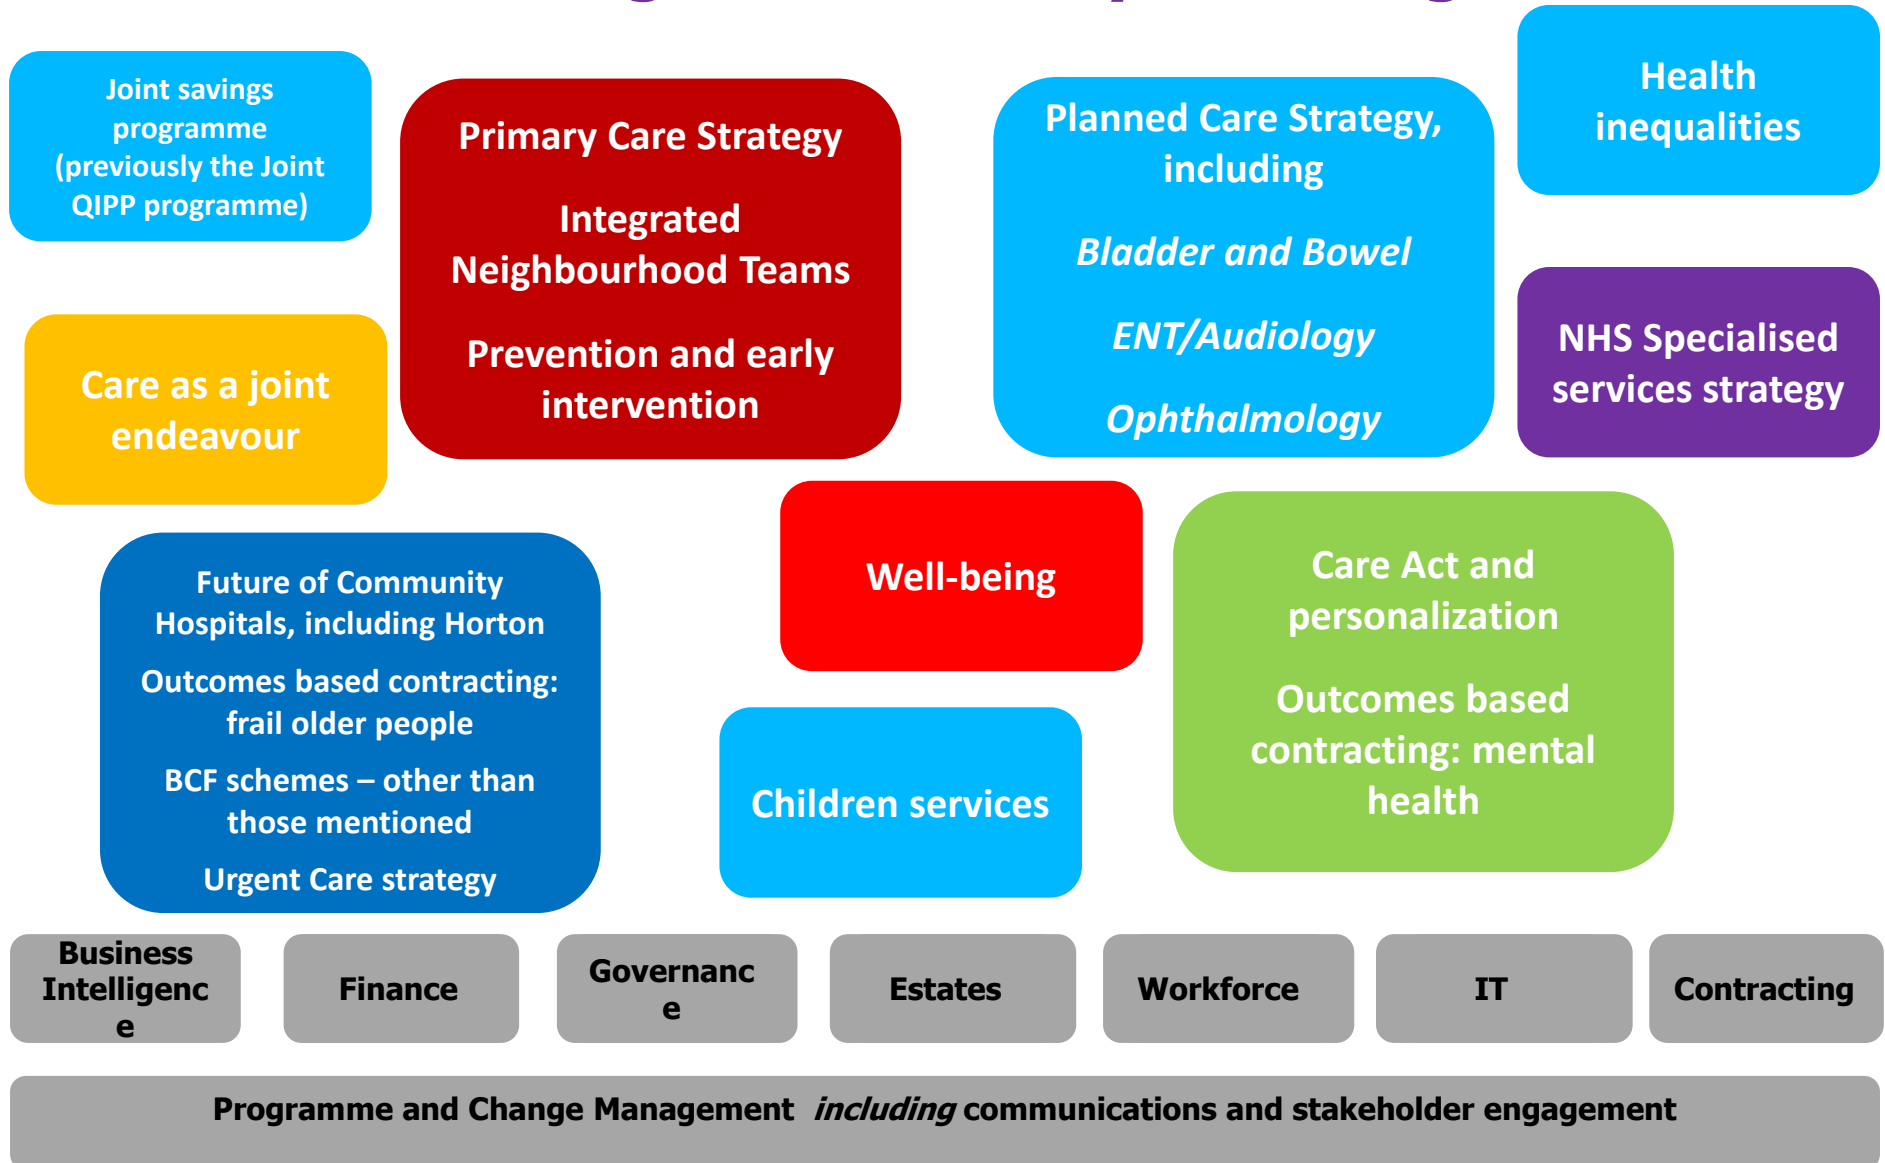 Joint savings
programme
(previously the Joint
QIPP programme)
Primary Care Strategy
Integrated
Neighbourhood Teams
Prevention and early
intervention
Planned Care Strategy,
including
Bladder and Bowel
ENT/Audiology
Ophthalmology
Health
inequalities
Care as a joint
endeavour
NHS Specialised
services strategy
Future of Community
Hospitals, including Horton
Outcomes based contracting:
frail older people
BCF schemes – other than
those mentioned
Urgent Care strategy
Well-being
Children services
Care Act and
personalization
Outcomes based
contracting: mental
health
Business
Intelligenc
e
Finance
Governanc
e
Estates
Workforce
IT
Contracting
Programme and Change Management including communications and stakeholder engagement